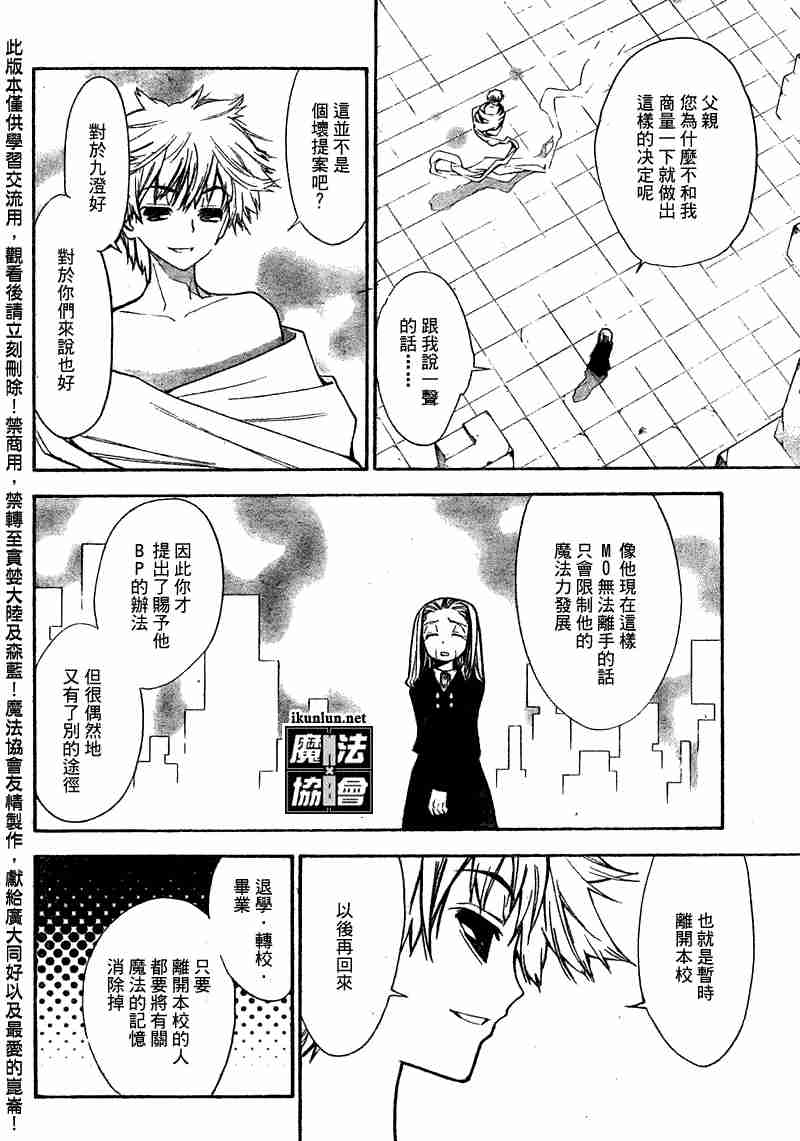 父親
您為什麼不和我
商量一下就做出
這樣的決定呢
跟我說一聲
的話……
這並不是
個壞提案吧?
對於九澄好
對於你們來說也好
像他現在這樣
MO無法離手的話
只會限制他的
魔法力發展
因此你才
提出了賜予他
BP的辦法
但很偶然地
又有了別的途徑
也就是暫時
離開本校
以後再回來
退學·轉校·
畢業
只要
離開本校的人
都要將有關
魔法的記憶
消除掉
ikunlun.net
魔法
協會
M×0
此版本僅供學習交流用,觀看後請立刻刪除!禁商用,禁轉至貪婪大陸及森藍!魔法協會友情製作,獻給廣大同好以及最愛的崑崙!